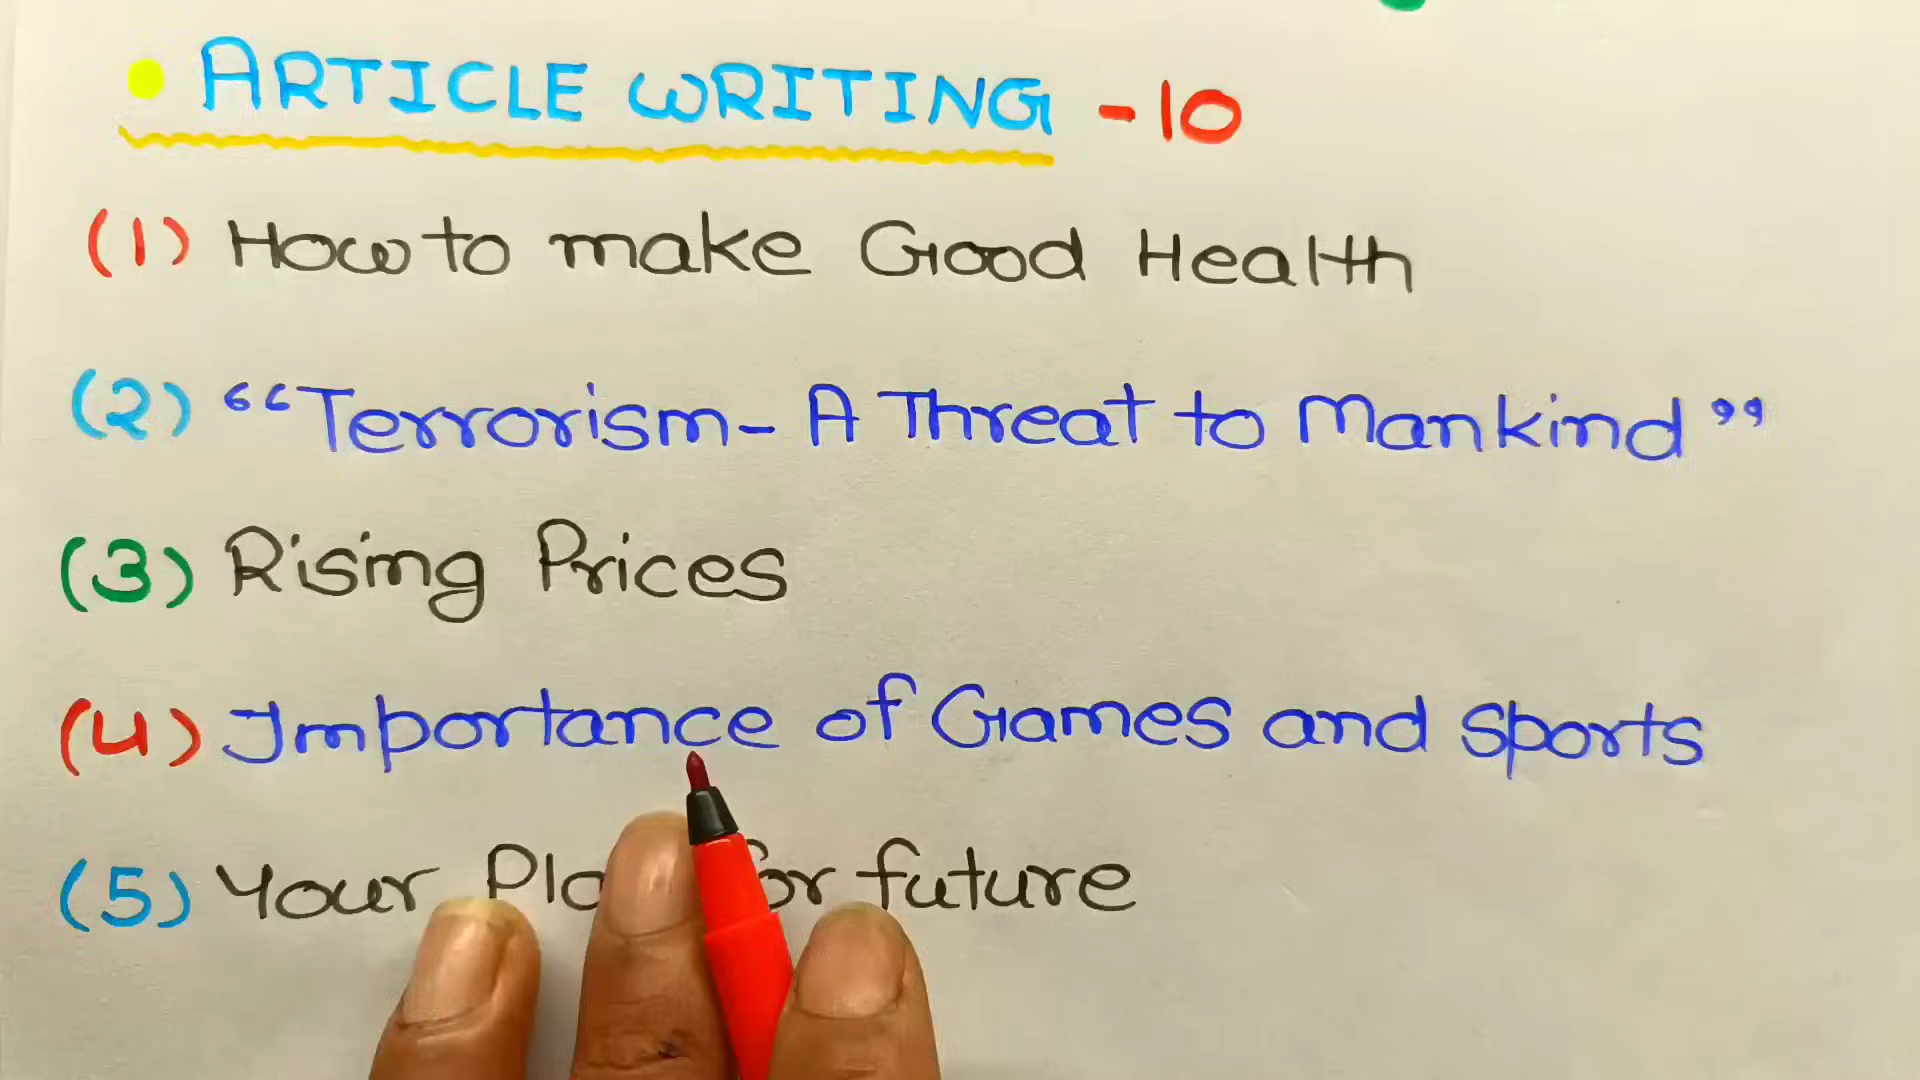 ARTICLE WRITING - 10
(1) How to make Good Health
(2) "Terrorism - A Threat to Mankind"
(3) Rising Prices
(4) Importance of Games and Sports
(5) Your for future